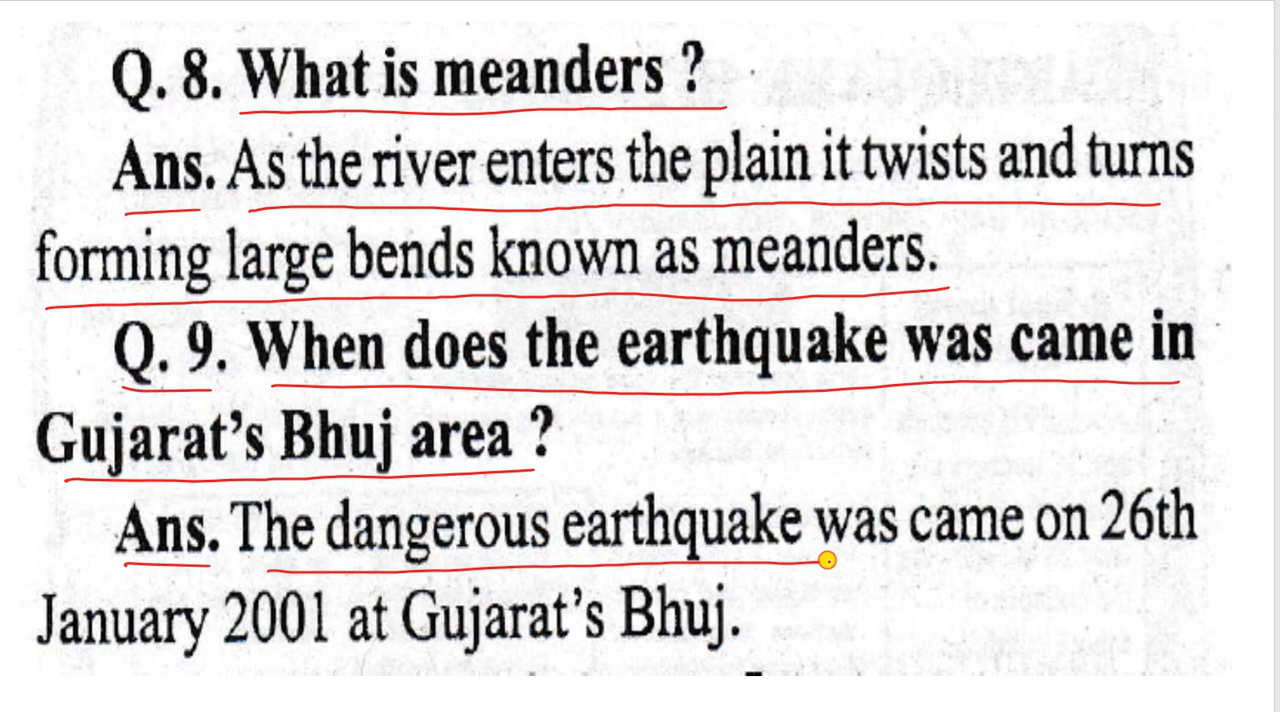 Q. 8. What is meanders ?
Ans. As the river enters the plain it twists and turns
forming large bends known as meanders.
Q. 9. When does the earthquake was came in
Gujarat's Bhuj area ?
Ans. The dangerous earthquake was came on 26th
January 2001 at Gujarat's Bhuj.